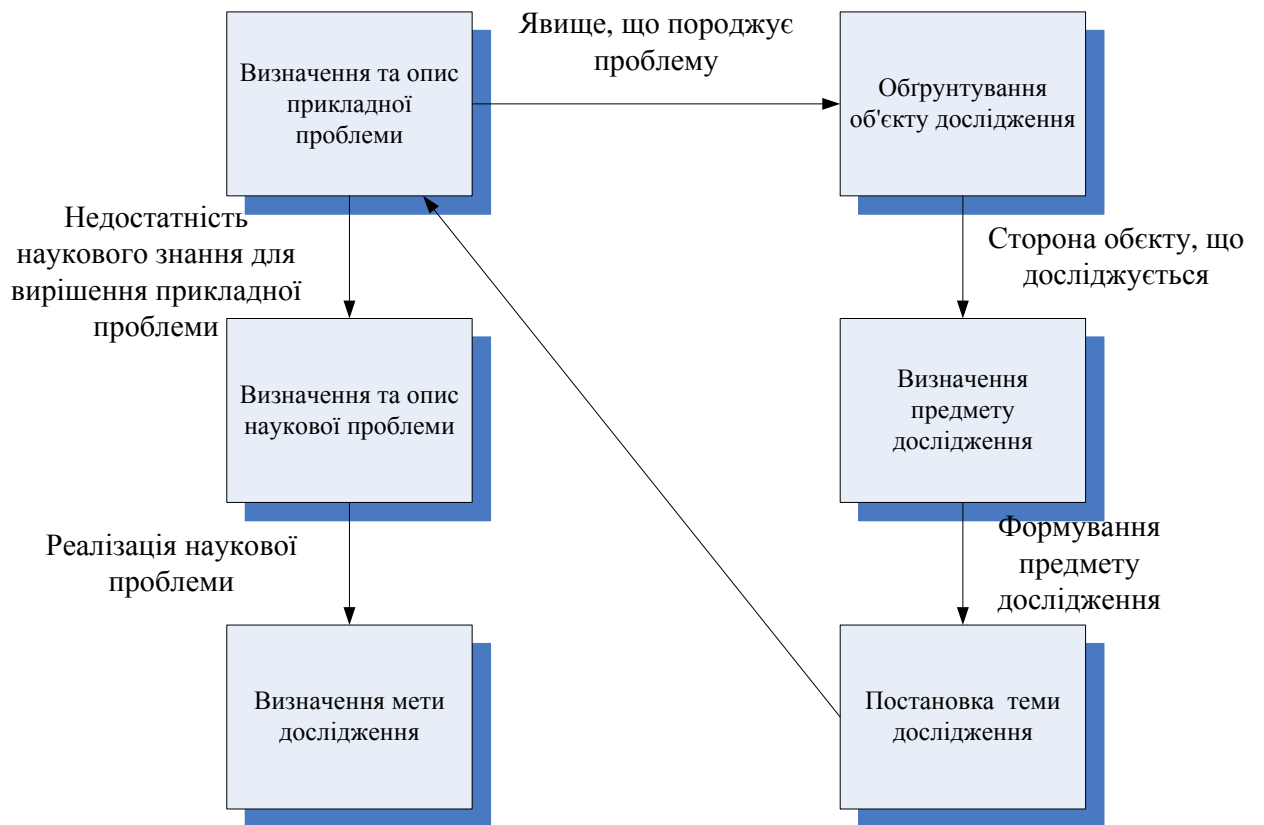 Явище, що породжує
проблему
Визначення та опис
прикладної
проблеми
Обґрунтування
об'єкту дослідження
Недостатність
наукового знання для
вирішення прикладної
проблеми
Сторона обєкту, що
досліджується
Визначення та опис
наукової проблеми
Визначення
предмету
дослідження
Реалізація наукової
проблеми
Формування
предмету
дослідження
Визначення мети
дослідження
Постановка теми
дослідження